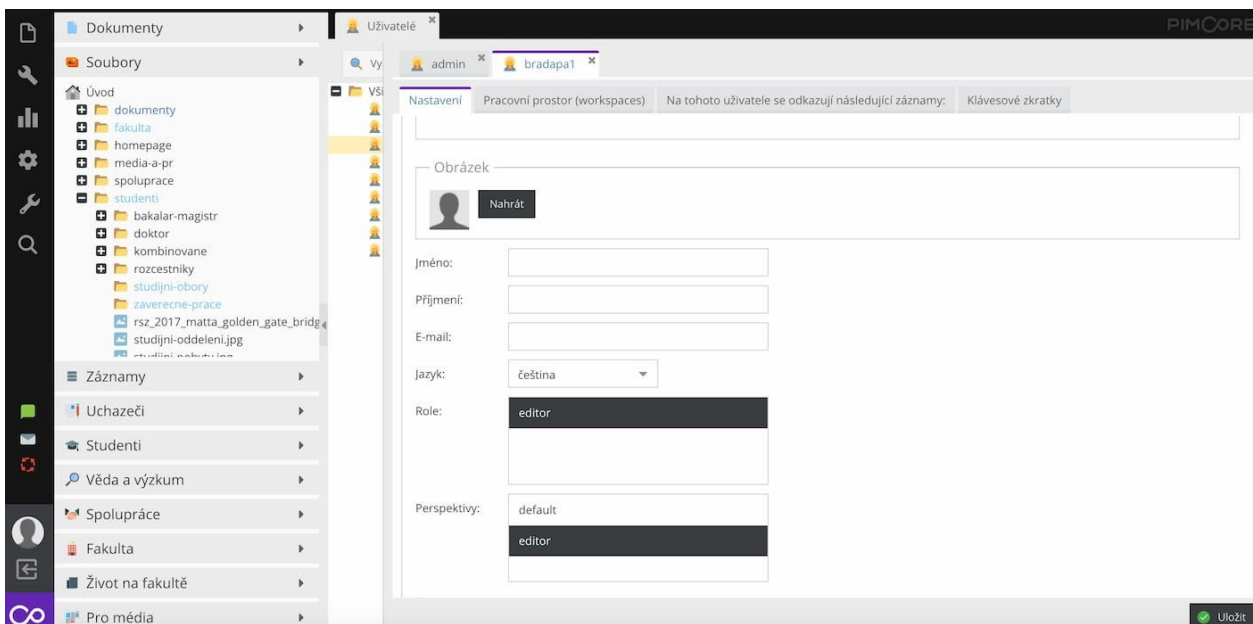 Dokumenty
Soubory
Úvod
dokumenty
fakulta
homepage
media-a-pr
spoluprace
studenti
bakalar-magistr
doktor
kombinovane
rozcestniky
studijni-obory
zaverecne-prace
rsz_2017_matta_golden_gate_bridg
studijni-oddeleni.jpg
Záznamy
Uchazeči
Studenti
Věda a výzkum
Spolupráce
Fakulta
Život na fakultě
Pro média
Uživatelé
PIMCORE
Vy
Vši
admin
bradapa1
Nastavení
Pracovní prostor (workspaces)
Na tohoto uživatele se odkazují následující záznamy:
Klávesové zkratky
Obrázek
Nahrát
Jméno:
Příjmení:
E-mail:
Jazyk:
čeština
Role:
editor
Perspektivy:
default
editor
Uložit